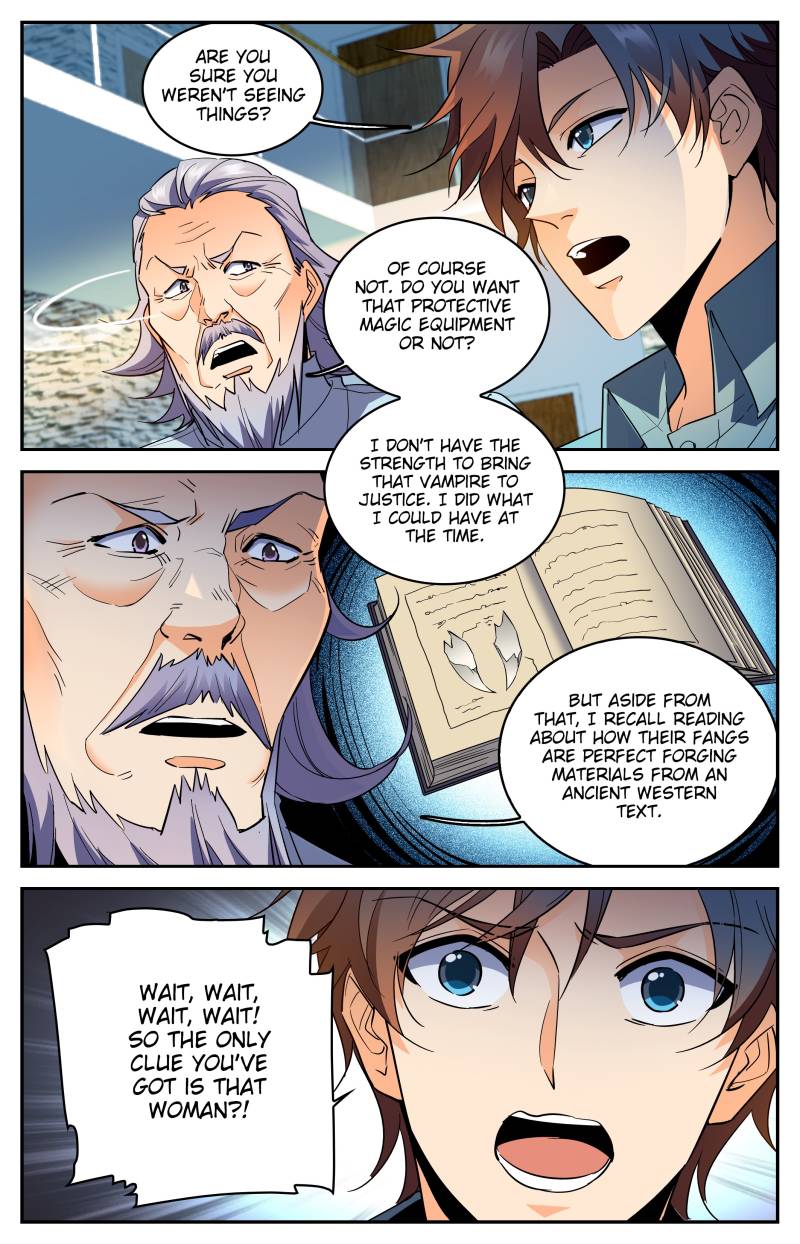 ARE YOU
SURE YOU
WEREN'T SEEING
THINGS?
OF COURSE
NOT. DO YOU WANT
THAT PROTECTIVE
MAGIC EQUIPMENT
OR NOT?
I DON'T HAVE THE
STRENGTH TO BRING
THAT VAMPIRE TO
JUSTICE. I DID WHAT
I COULD HAVE AT
THE TIME.
BUT ASIDE FROM
THAT, I RECALL READING
ABOUT HOW THEIR FANGS
ARE PERFECT FORGING
MATERIALS FROM AN
ANCIENT WESTERN
TEXT.
WAIT, WAIT,
WAIT, WAIT!
SO THE ONLY
CLUE YOU'VE
GOT IS THAT
WOMAN?!